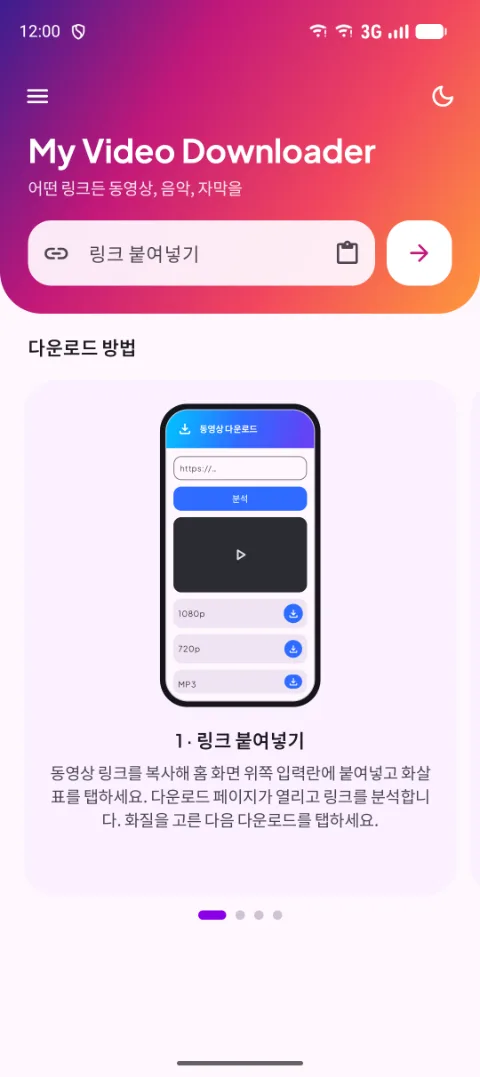 12:00
3G
My Video Downloader
어떤 링크든 동영상, 음악, 자막을
링크 붙여넣기
다운로드 방법
동영상 다운로드
https://..
분석
1080p
720p
MP3
1 · 링크 붙여넣기
동영상 링크를 복사해 홈 화면 위쪽 입력란에 붙여넣고 화살
표를 탭하세요. 다운로드 페이지가 열리고 링크를 분석합니
다. 화질을 고른 다음 다운로드를 탭하세요.